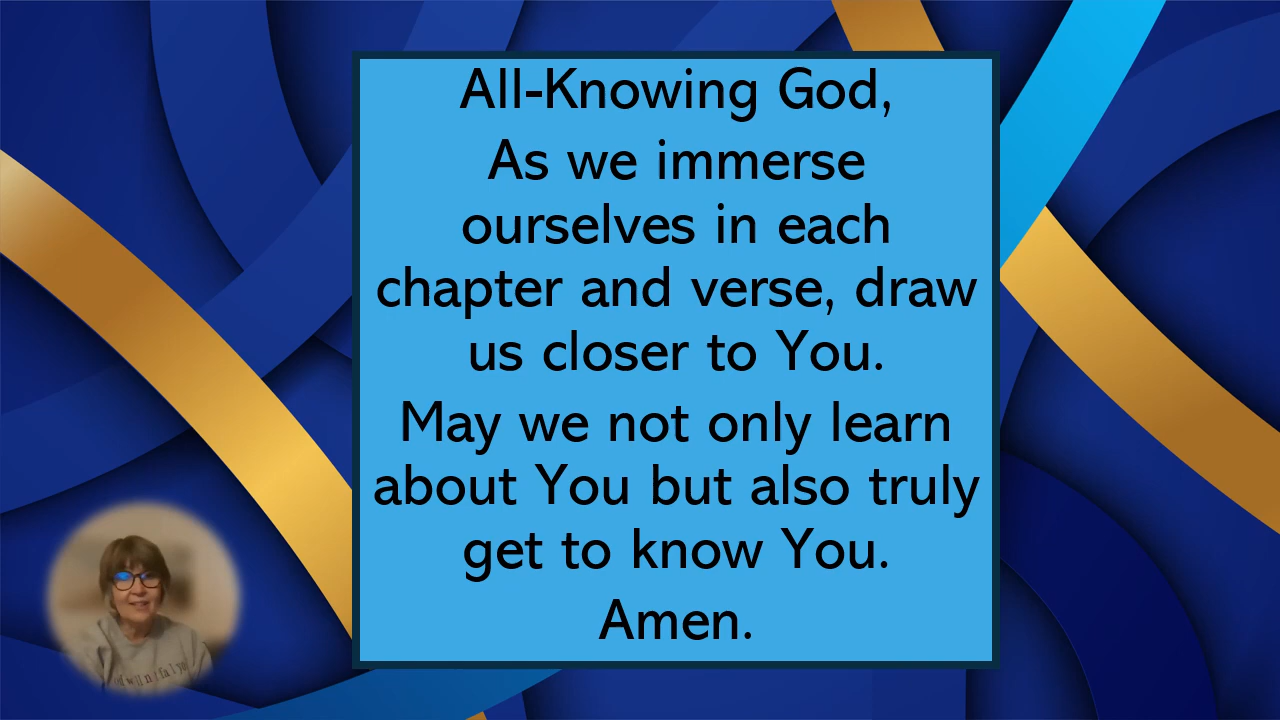 All-Knowing God,
As we immerse
ourselves in each
chapter and verse, draw
us closer to You.
May we not only learn
about You but also truly
get to know You.
Amen.